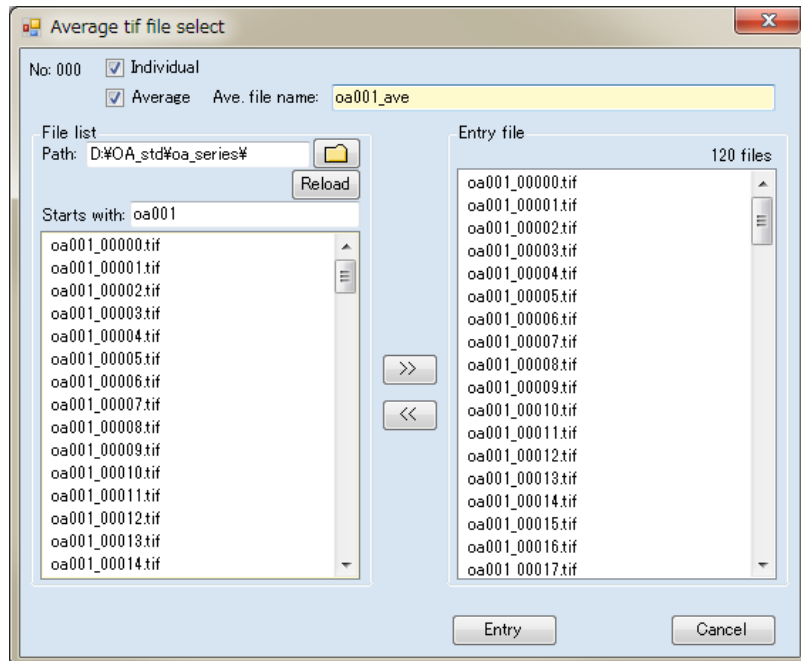 Average tif file select
No: 000 Individual
Average Ave. file name: oa001_ave
File list
Path: D:¥OA_std¥oa_series¥
Reload
Starts with: oa001
oa001_00000.tif
oa001_00001.tif
oa001_00002.tif
oa001_00003.tif
oa001_00004.tif
oa001_00005.tif
oa001_00006.tif
oa001_00007.tif
oa001_00008.tif
oa001_00009.tif
oa001_00010.tif
oa001_00011.tif
oa001_00012.tif
oa001_00013.tif
oa001_00014.tif
>>
<<
Entry file
120 files
oa001_00000.tif
oa001_00001.tif
oa001_00002.tif
oa001_00003.tif
oa001_00004.tif
oa001_00005.tif
oa001_00006.tif
oa001_00007.tif
oa001_00008.tif
oa001_00009.tif
oa001_00010.tif
oa001_00011.tif
oa001_00012.tif
oa001_00013.tif
oa001_00014.tif
oa001_00015.tif
oa001_00016.tif
oa001_00017.tif
Entry
Cancel